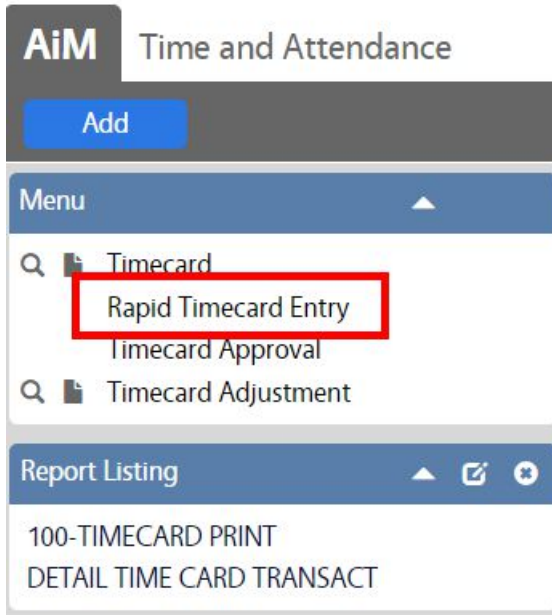 AiM Time and Attendance
Add
Menu
Timecard
Rapid Timecard Entry
Timecard Approval
Timecard Adjustment
Report Listing
100-TIMECARD PRINT
DETAIL TIME CARD TRANSACT